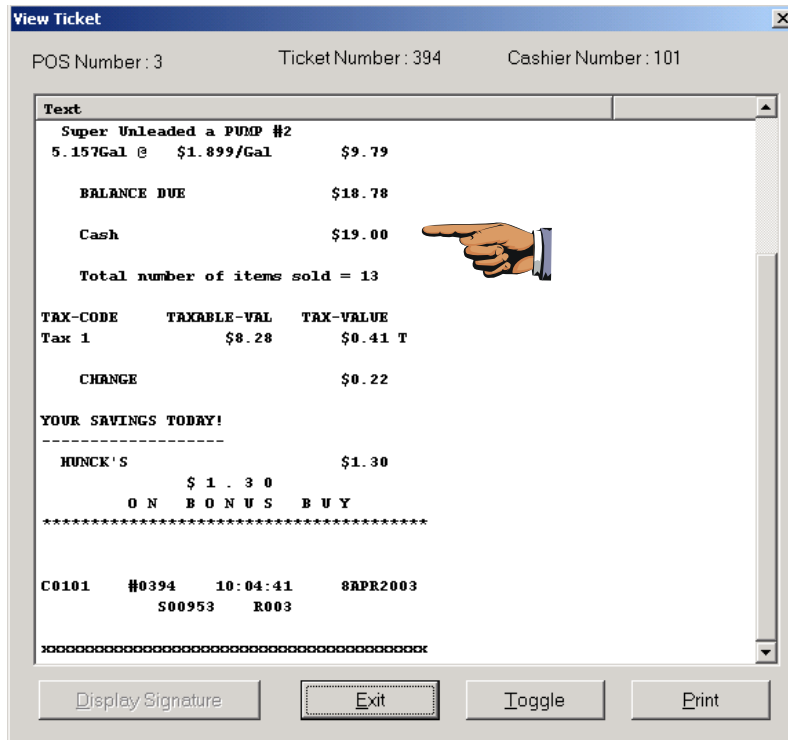 View Ticket
POS Number : 3 Ticket Number : 394 Cashier Number : 101
Text
Super Unleaded a PUMP #2
5.157Gal @ $1.899/Gal $9.79
BALANCE DUE $18.78
Cash $19.00
Total number of items sold = 13
TAX-CODE TAXABLE-VAL TAX-VALUE
Tax 1 $8.28 $0.41 T
CHANGE $0.22
YOUR SAVINGS TODAY!
-------------------
HUNCK'S $1.30
$ 1 . 3 0
O N B O N U S B U Y
****************************************
C0101 #0394 10:04:41 8APR2003
S00953 R003
xxxxxxxxxxxxxxxxxxxxxxxxxxxxxxxxxxxxxxxx
Display Signature Exit Toggle Print